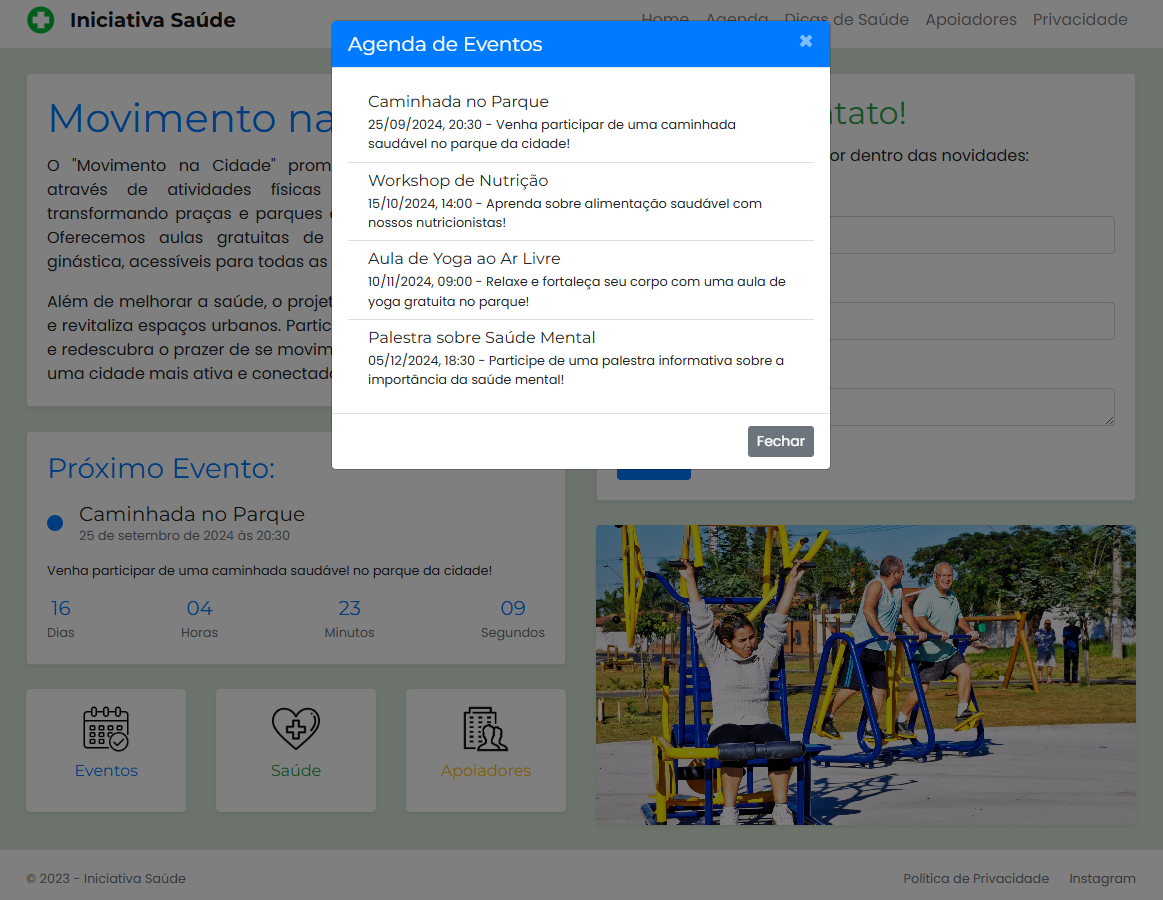 Iniciativa Saúde
Home Agenda Dicas de Saúde Apoiadores Privacidade
Agenda de Eventos
×
Caminhada no Parque
25/09/2024, 20:30 - Venha participar de uma caminhada
saudável no parque da cidade!
Workshop de Nutrição
15/10/2024, 14:00 - Aprenda sobre alimentação saudável com
nossos nutricionistas!
Aula de Yoga ao Ar Livre
10/11/2024, 09:00 - Relaxe e fortaleça seu corpo com uma aula de
yoga gratuita no parque!
Palestra sobre Saúde Mental
05/12/2024, 18:30 - Participe de uma palestra informativa sobre a
importância da saúde mental!
Fechar
Movimento na
O "Movimento na Cidade"
através de atividades físicas
transformando praças e parques
Oferecemos aulas gratuitas de
ginástica, acessíveis para todas as
Além de melhorar a saúde, o projet
e revitaliza espaços urbanos.
e redescubra o prazer de se
uma cidade mais ativa e
tato!
or dentro das novidades:
Próximo Evento:
Caminhada no Parque
25 de setembro de 2024 às 20:30
Venha participar de uma caminhada saudável no parque da cidade!
16 04 23 09
Dias Horas Minutos Segundos
Eventos Saúde Apoiadores
© 2023 - Iniciativa Saúde
Política de Privacidade Instagram